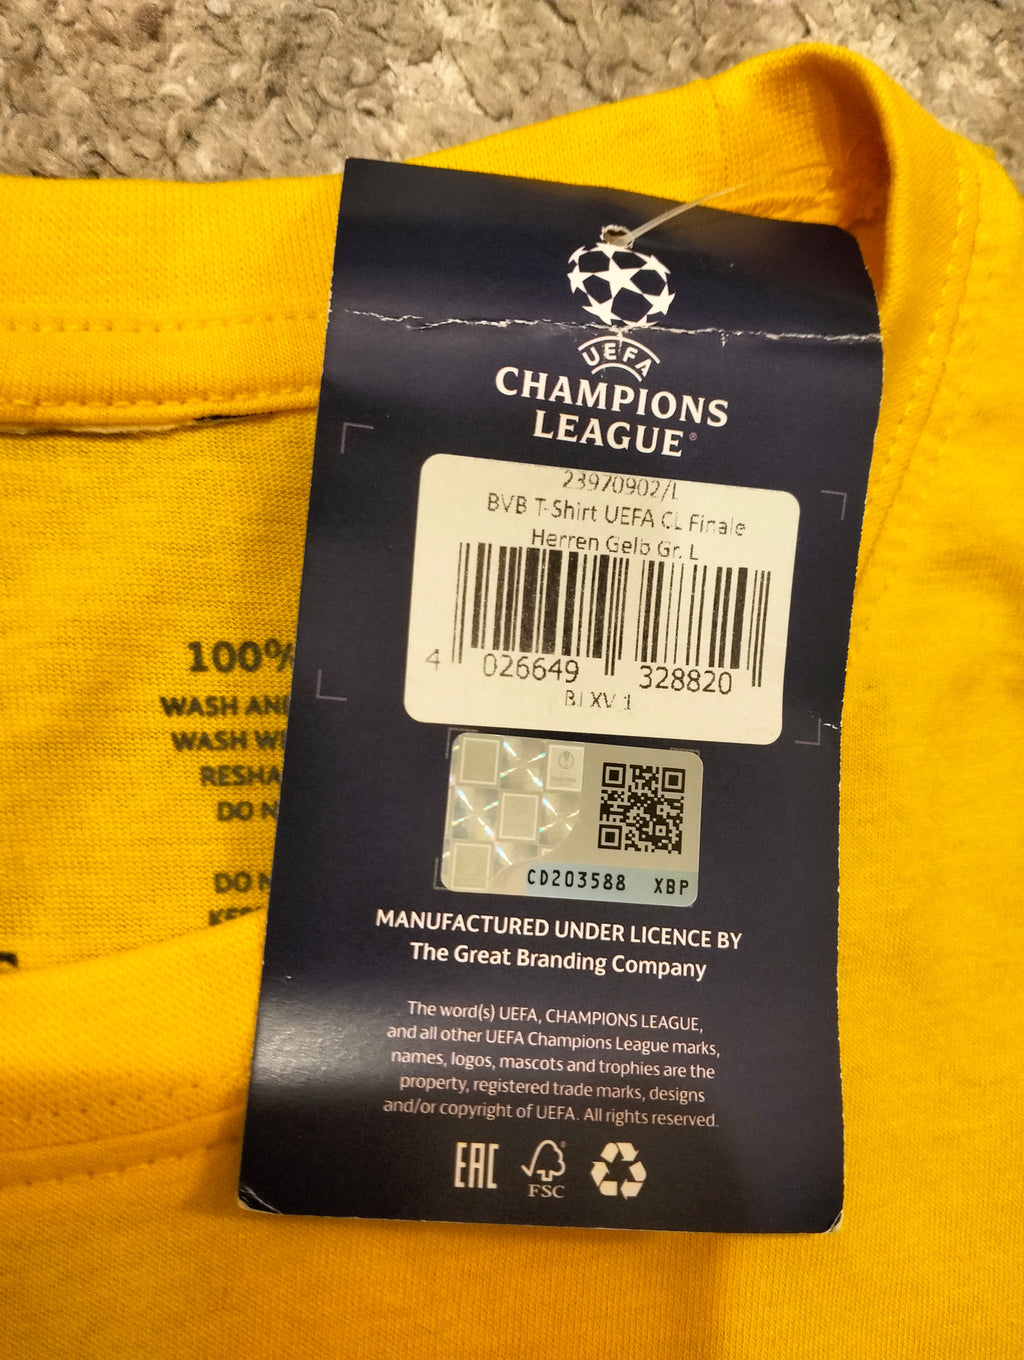 UEFA
CHAMPIONS
LEAGUE®
23970902/L
BVB T-Shirt UEFA CL Finale
Herren Gelb Gr. L
4 026649 328820
BI XV 1
CD203588 XBP
MANUFACTURED UNDER LICENCE BY
The Great Branding Company
The word(s) UEFA, CHAMPIONS LEAGUE,
and all other UEFA Champions League marks,
names, logos, mascots and trophies are the
property, registered trade marks, designs
and/or copyright of UEFA. All rights reserved.
EAC
FSC
100%
WASH
WASH
DO
DO